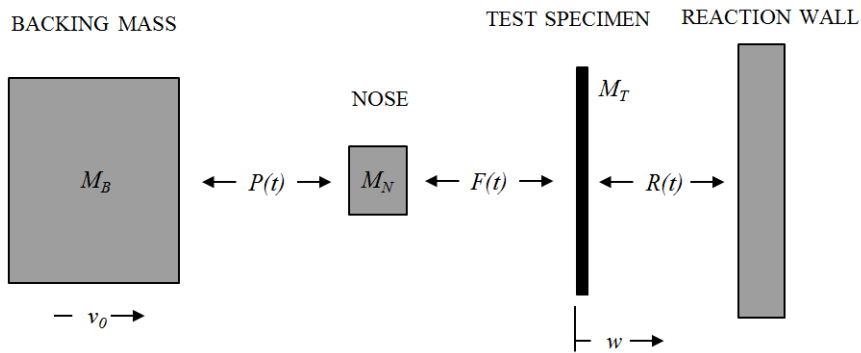 BACKING MASS
NOSE
TEST SPECIMEN
REACTION WALL
M_B
P(t)
M_N
F(t)
M_T
R(t)
v_0
w